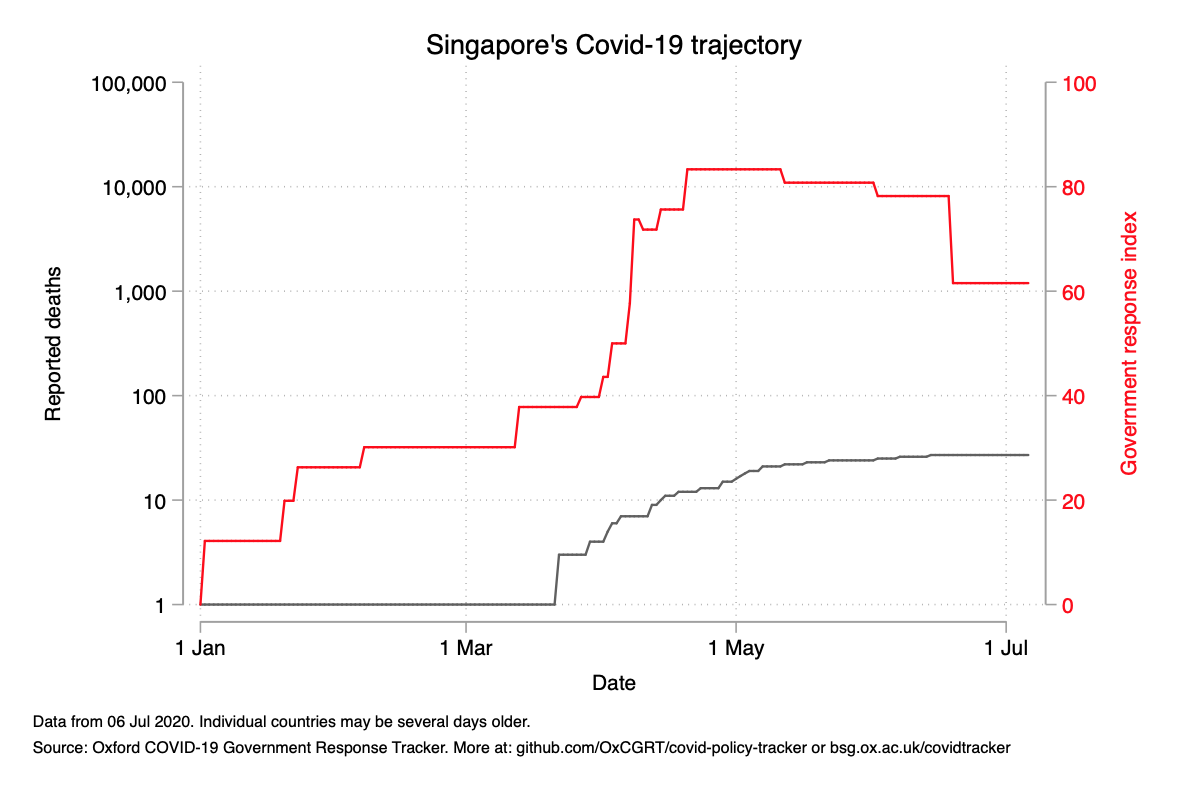 Singapore's Covid-19 trajectory
100,000
10,000
1,000
100
10
1
Reported deaths
100
80
60
40
20
0
Government response index
1 Jan
1 Mar
1 May
1 Jul
Date
Data from 06 Jul 2020. Individual countries may be several days older.
Source: Oxford COVID-19 Government Response Tracker. More at: github.com/OxCGRT/covid-policy-tracker or bsg.ox.ac.uk/covidtracker